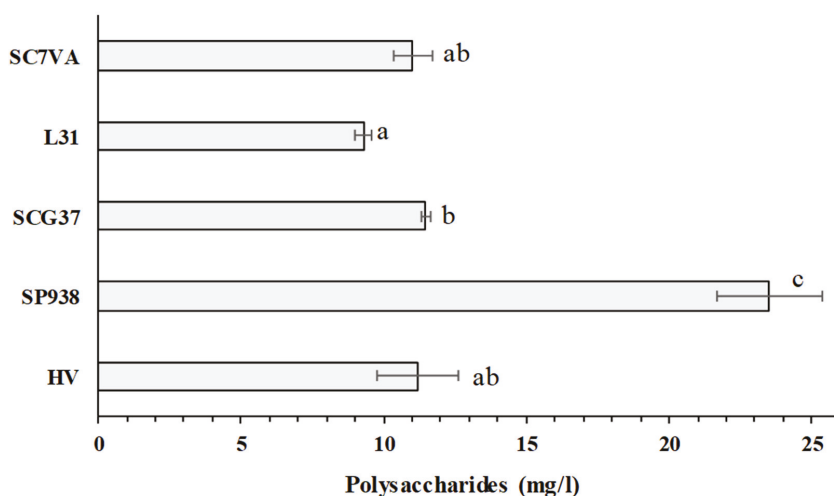 SC7VA ab
L31 a
SCG37 b
SP938 c
HV ab
0 5 10 15 20 25
Polysaccharides (mg/l)